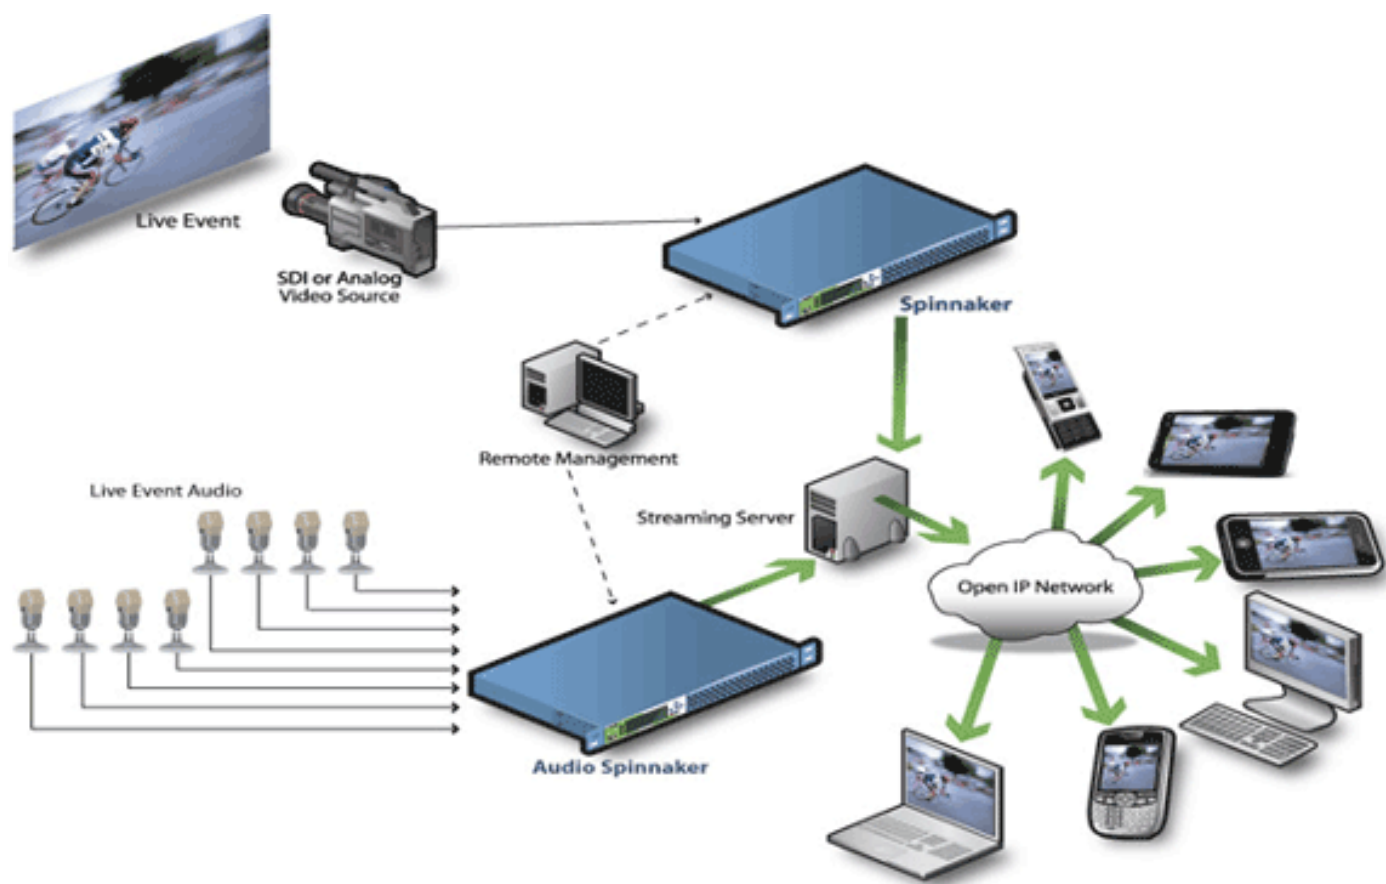 Live Event
SDI or Analog
Video Source
Spinnaker
Remote Management
Live Event Audio
Streaming Server
Open IP Network
Audio Spinnaker